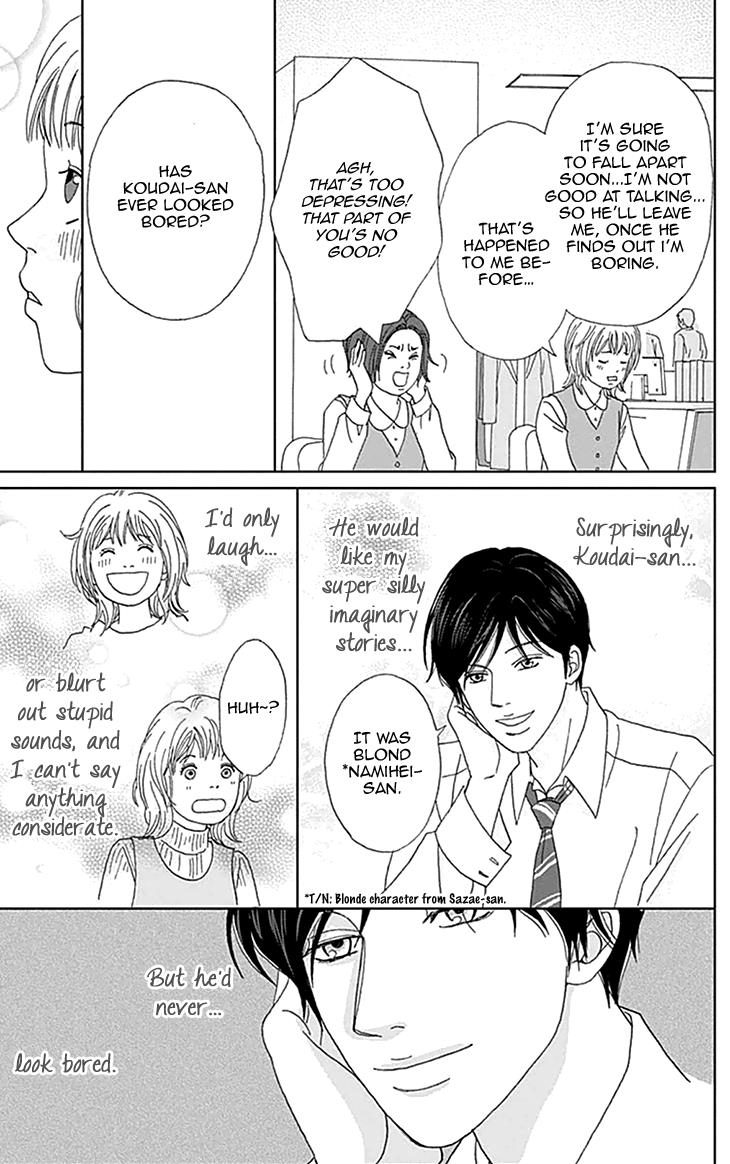 I'M SURE
IT'S GOING
TO FALL APART
SOON...I'M NOT
GOOD AT TALKING...
SO HE'LL LEAVE
ME, ONCE HE
FINDS OUT I'M
BORING.
THAT'S
HAPPENED
TO ME BE-
FORE...
AGH,
THAT'S TOO
DEPRESSING!
THAT PART OF
YOU'S NO
GOOD!
HAS
KOUDAI-SAN
EVER LOOKED
BORED?
Surprisingly,
Koudai-san...
He would
like my
super silly
imaginary
stories...
IT WAS
BLOND
*NAMIHEI-
SAN.
*T/N: Blonde character from Sazae-san.
I'd only
laugh...
HUH~?
or blurt
out stupid
sounds, and
I can't say
anything
considerate.
But he'd
never...
look bored.